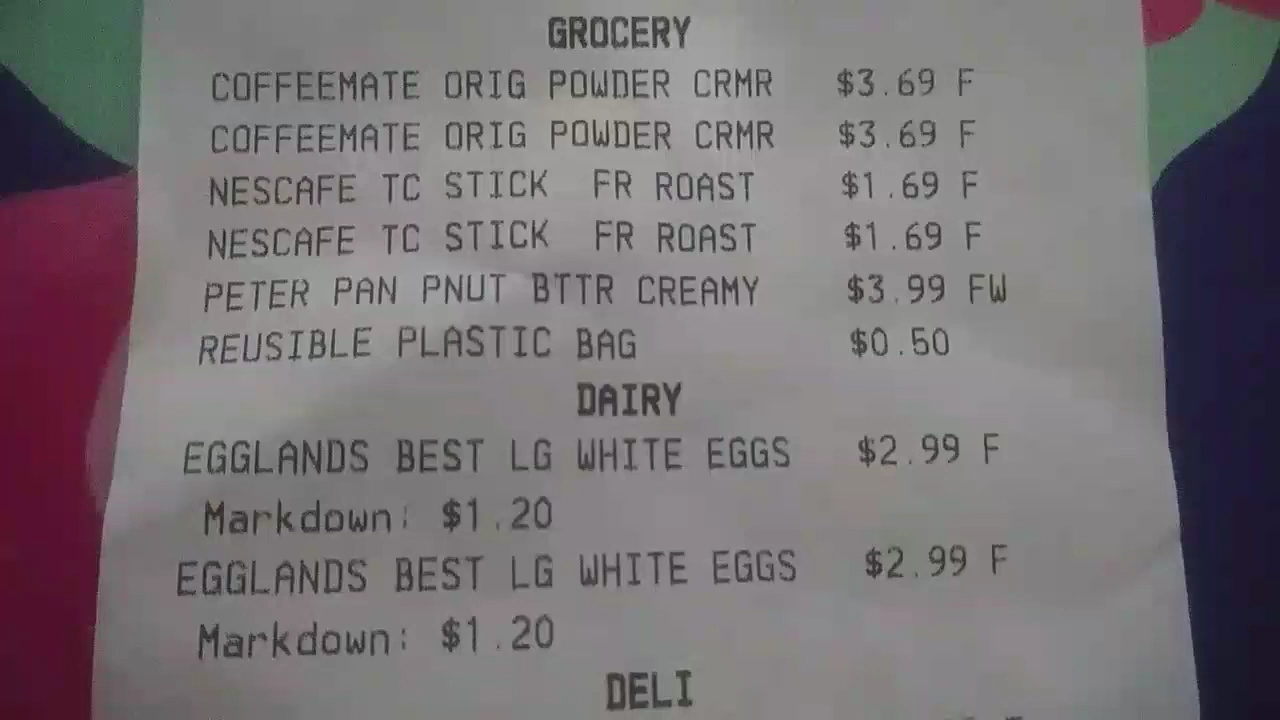 GROCERY
COFFEEMATE ORIG POWDER CRMR $3.69 F
COFFEEMATE ORIG POWDER CRMR $3.69 F
NESCAFE TC STICK FR ROAST $1.69 F
NESCAFE TC STICK FR ROAST $1.69 F
PETER PAN PNUT BTTR CREAMY $3.99 FW
REUSIBLE PLASTIC BAG $0.50
DAIRY
EGGLANDS BEST LG WHITE EGGS $2.99 F
Markdown: $1.20
EGGLANDS BEST LG WHITE EGGS $2.99 F
Markdown: $1.20
DELI